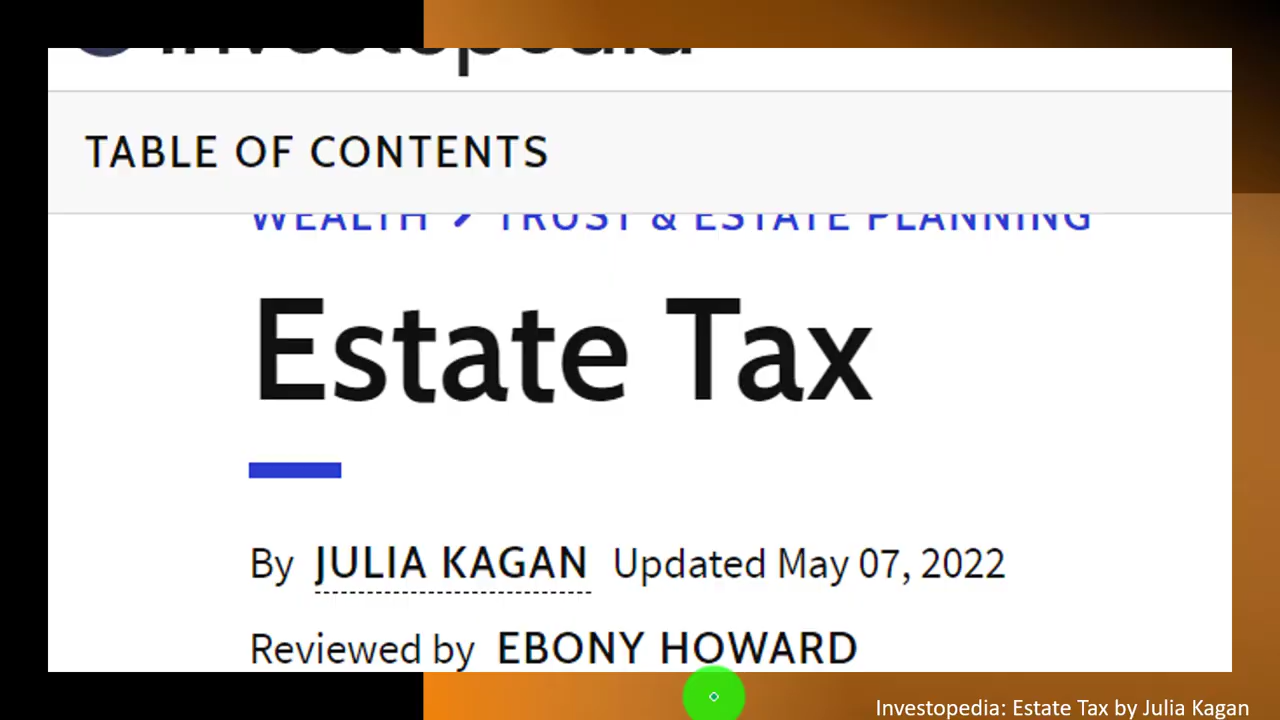 Investopedia
TABLE OF CONTENTS
WEALTH > TRUST & ESTATE PLANNING
Estate Tax
By JULIA KAGAN Updated May 07, 2022
Reviewed by EBONY HOWARD
Investopedia: Estate Tax by Julia Kagan